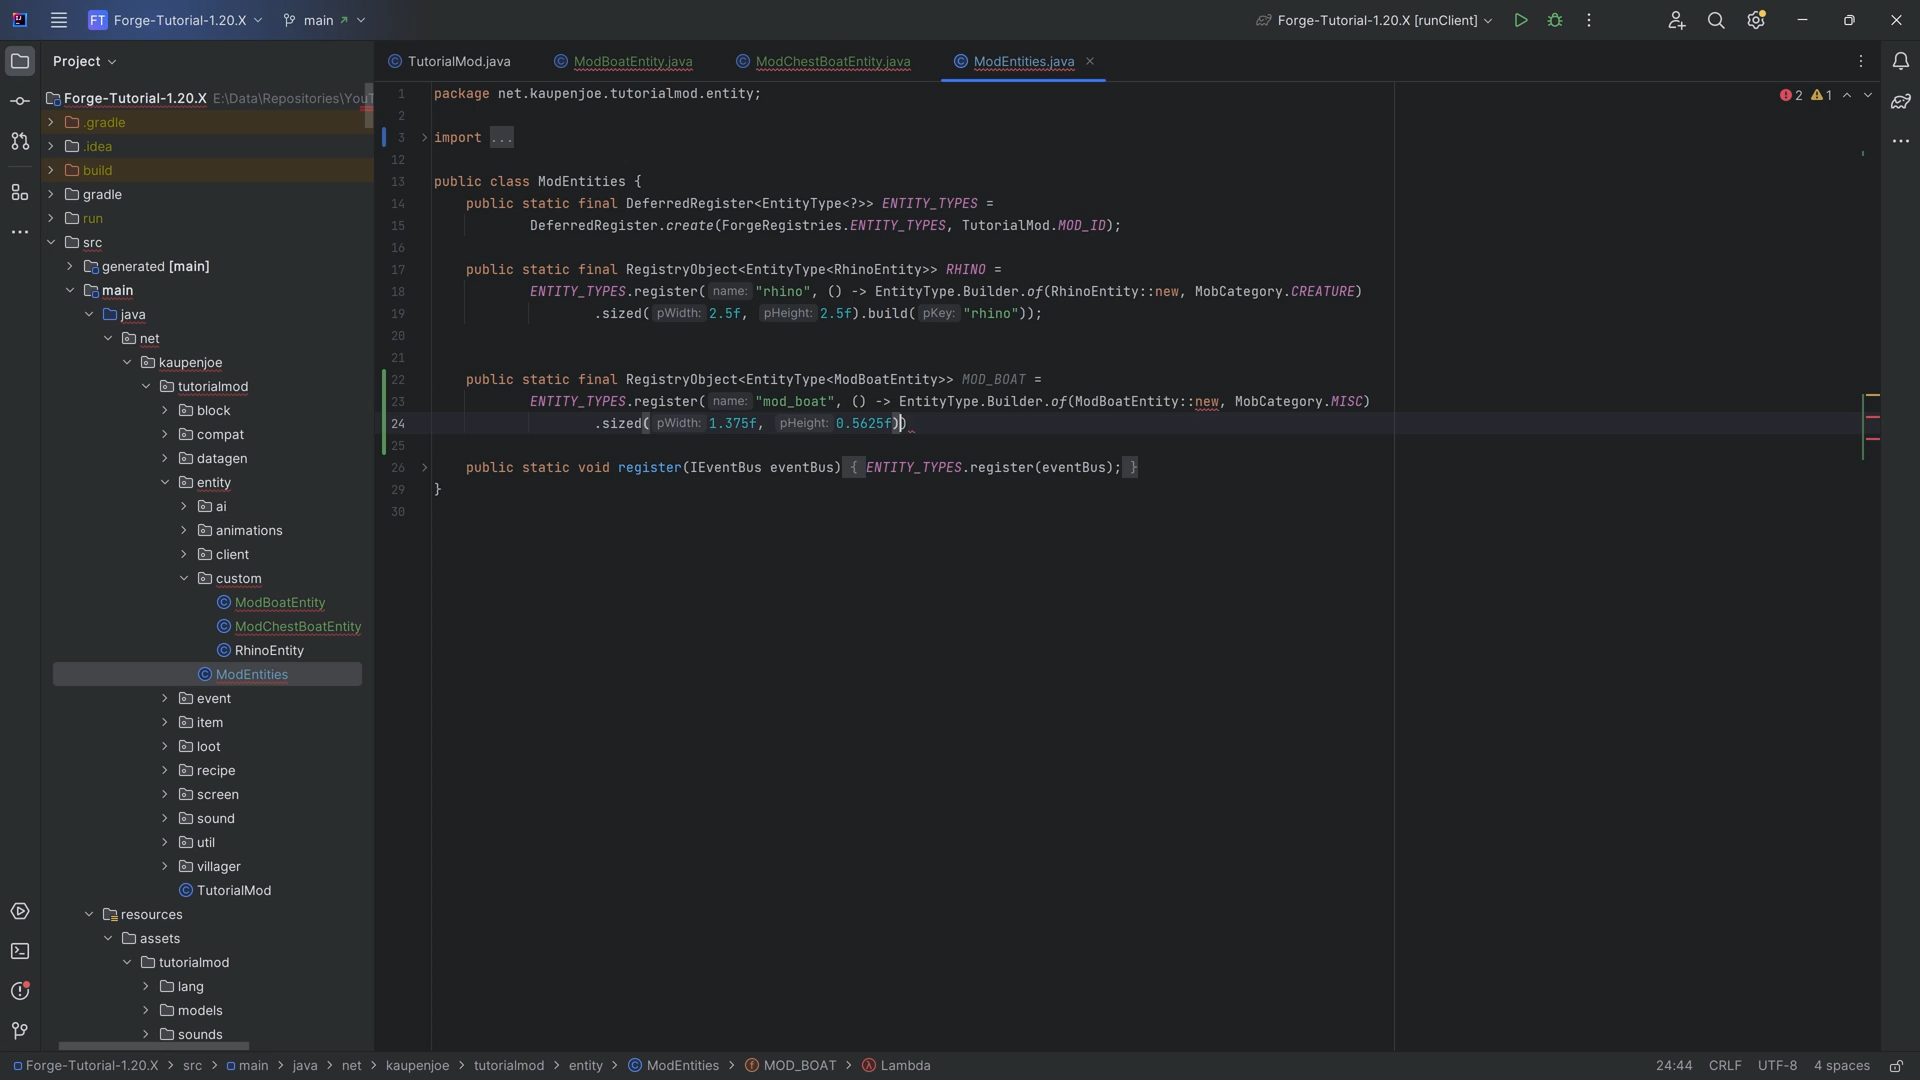 FT Forge-Tutorial-1.20.X main
Forge-Tutorial-1.20.X [runClient]
Project
TutorialMod.java ModBoatEntity.java ModChestBoatEntity.java ModEntities.java
Forge-Tutorial-1.20.X E:\Data\Repositories\YouT
.gradle
.idea
build
gradle
run
src
generated [main]
main
java
net
kaupenjoe
tutorialmod
block
compat
datagen
entity
ai
animations
client
custom
ModBoatEntity
ModChestBoatEntity
RhinoEntity
ModEntities
event
item
loot
recipe
screen
sound
util
villager
TutorialMod
resources
assets
tutorialmod
lang
models
sounds
2 1
1 package net.kaupenjoe.tutorialmod.entity;
2
3 import ...
12
13 public class ModEntities {
14 public static final DeferredRegister<EntityType<?>> ENTITY_TYPES =
15 DeferredRegister.create(ForgeRegistries.ENTITY_TYPES, TutorialMod.MOD_ID);
16
17 public static final RegistryObject<EntityType<RhinoEntity>> RHINO =
18 ENTITY_TYPES.register( name: "rhino", () -> EntityType.Builder.of(RhinoEntity::new, MobCategory.CREATURE)
19 .sized( pWidth: 2.5f, pHeight: 2.5f).build( pKey: "rhino"));
20
21
22 public static final RegistryObject<EntityType<ModBoatEntity>> MOD_BOAT =
23 ENTITY_TYPES.register( name: "mod_boat", () -> EntityType.Builder.of(ModBoatEntity::new, MobCategory.MISC)
24 .sized( pWidth: 1.375f, pHeight: 0.5625f))
25
26 public static void register(IEventBus eventBus) { ENTITY_TYPES.register(eventBus); }
29 }
30
Forge-Tutorial-1.20.X > src > main > java > net > kaupenjoe > tutorialmod > entity > ModEntities > MOD_BOAT > Lambda
24:44 CRLF UTF-8 4 spaces